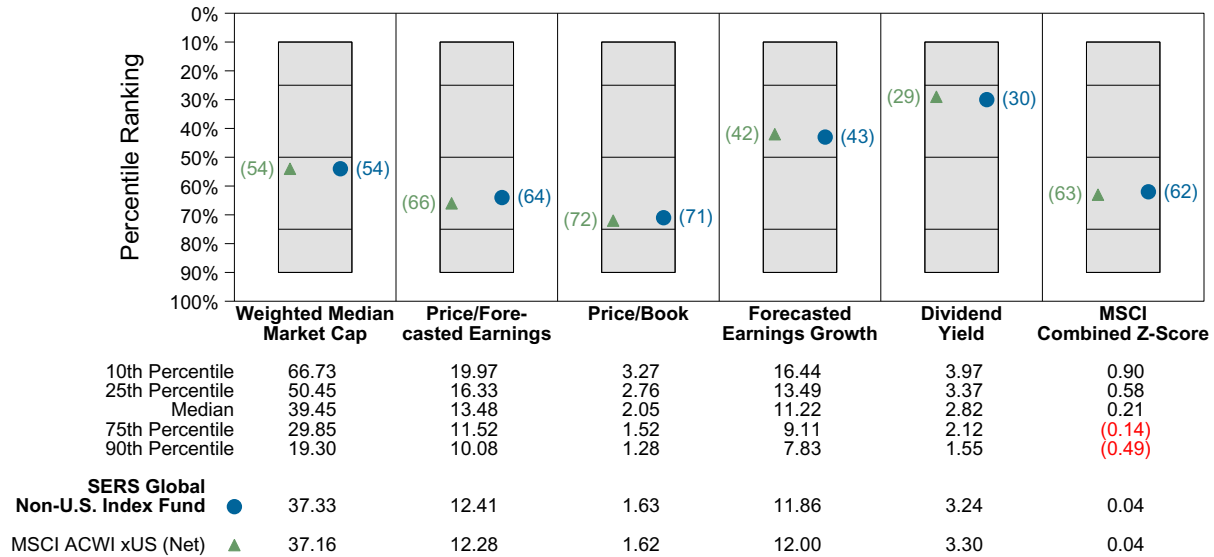 Percentile Ranking
0%
10%
20%
30%
40%
50%
60%
70%
80%
90%
100%
(54) (54)
(66) (64)
(72) (71)
(42) (43)
(29) (30)
(63) (62)
Weighted Median Market Cap
Price/Fore-
casted Earnings
Price/Book
Forecasted
Earnings Growth
Dividend
Yield
MSCI
Combined Z-Score
10th Percentile 66.73 19.97 3.27 16.44 3.97 0.90
25th Percentile 50.45 16.33 2.76 13.49 3.37 0.58
Median 39.45 13.48 2.05 11.22 2.82 0.21
75th Percentile 29.85 11.52 1.52 9.11 2.12 (0.14)
90th Percentile 19.30 10.08 1.28 7.83 1.55 (0.49)
SERS Global
Non-U.S. Index Fund 37.33 12.41 1.63 11.86 3.24 0.04
MSCI ACWI xUS (Net) 37.16 12.28 1.62 12.00 3.30 0.04